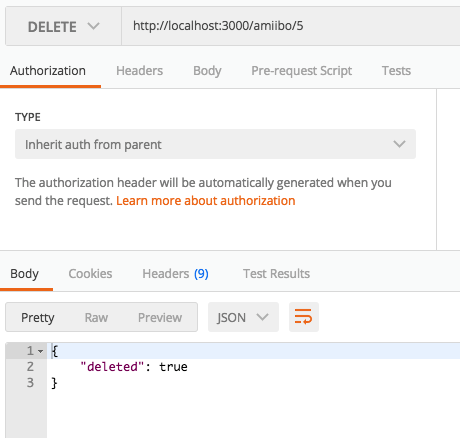 DELETE http://localhost:3000/amiibo/5
Authorization Headers Body Pre-request Script Tests
TYPE
Inherit auth from parent
The authorization header will be automatically generated when you
send the request. Learn more about authorization
Body Cookies Headers (9) Test Results
Pretty Raw Preview JSON
1 {
2 "deleted": true
3 }